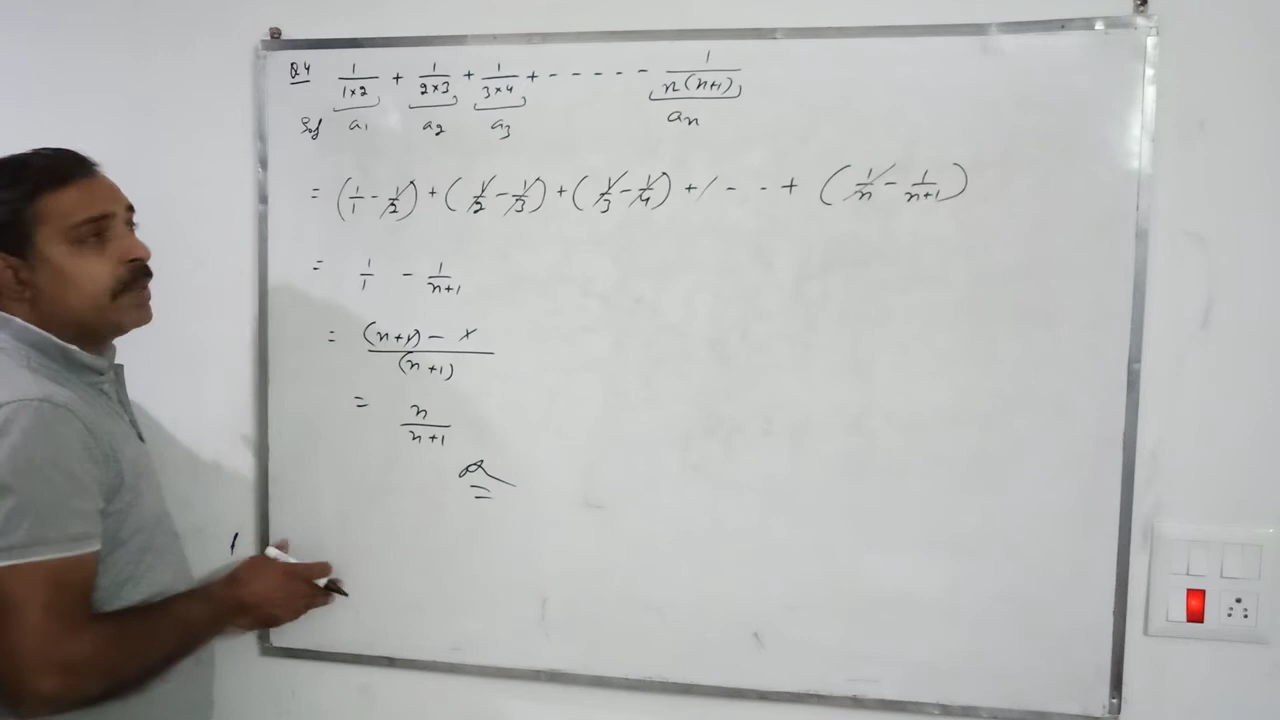 Q4 1/(1×2) + 1/(2×3) + 1/(3×4) + - - - - - - 1/(n(n+1))
Sol a1 a2 a3 an
= (1/1 - 1/2) + (1/2 - 1/3) + (1/3 - 1/4) + / - - - + (1/n - 1/(n+1))
= 1/1 - 1/(n+1)
= ((n+1) - 1)/(n+1)
= n/(n+1)